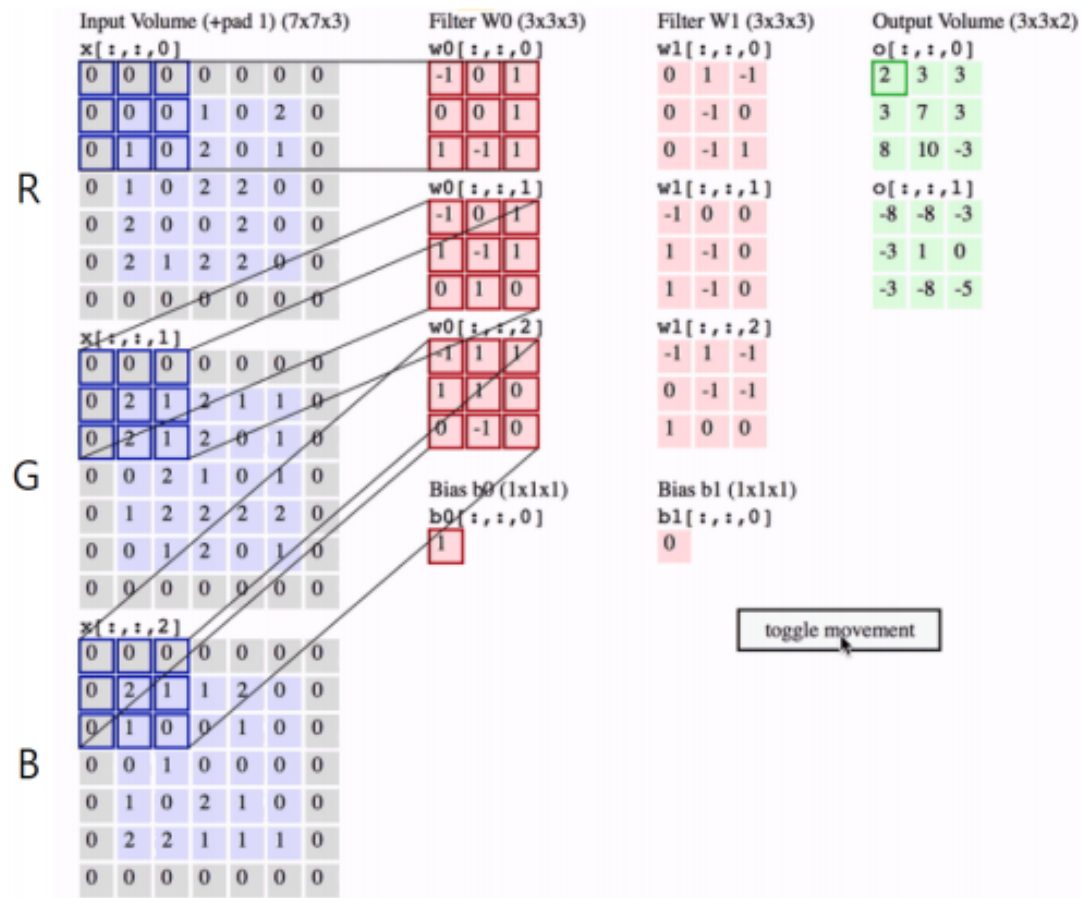 Input Volume (+pad 1) (7x7x3)
x[:,:,0]
0 0 0 0 0 0 0
0 0 0 1 0 2 0
0 1 0 2 0 1 0
0 1 0 2 2 0 0
0 2 0 0 2 0 0
0 2 1 2 2 0 0
0 0 0 0 0 0 0
R
x[:,:,1]
0 0 0 0 0 0 0
0 2 1 2 1 1 0
0 2 1 2 0 1 0
0 0 2 1 0 1 0
0 1 2 2 2 2 0
0 0 1 2 0 1 0
0 0 0 0 0 0 0
G
x[:,:,2]
0 0 0 0 0 0 0
0 2 1 1 2 0 0
0 1 0 0 1 0 0
0 0 1 0 0 0 0
0 1 0 2 1 0 0
0 2 2 1 1 1 0
0 0 0 0 0 0 0
B
Filter W0 (3x3x3)
w0[:,:,0]
-1 0 1
0 0 1
1 -1 1
w0[:,:,1]
-1 0 1
1 -1 1
0 1 0
w0[:,:,2]
-1 1 1
1 1 0
0 -1 0
Bias b0 (1x1x1)
b0[:,:,0]
1
Filter W1 (3x3x3)
w1[:,:,0]
0 1 -1
0 -1 0
0 -1 1
w1[:,:,1]
-1 0 0
1 -1 0
1 -1 0
w1[:,:,2]
-1 1 -1
0 -1 -1
1 0 0
Bias b1 (1x1x1)
b1[:,:,0]
0
Output Volume (3x3x2)
o[:,:,0]
2 3 3
3 7 3
8 10 -3
o[:,:,1]
-8 -8 -3
-3 1 0
-3 -8 -5
toggle movement